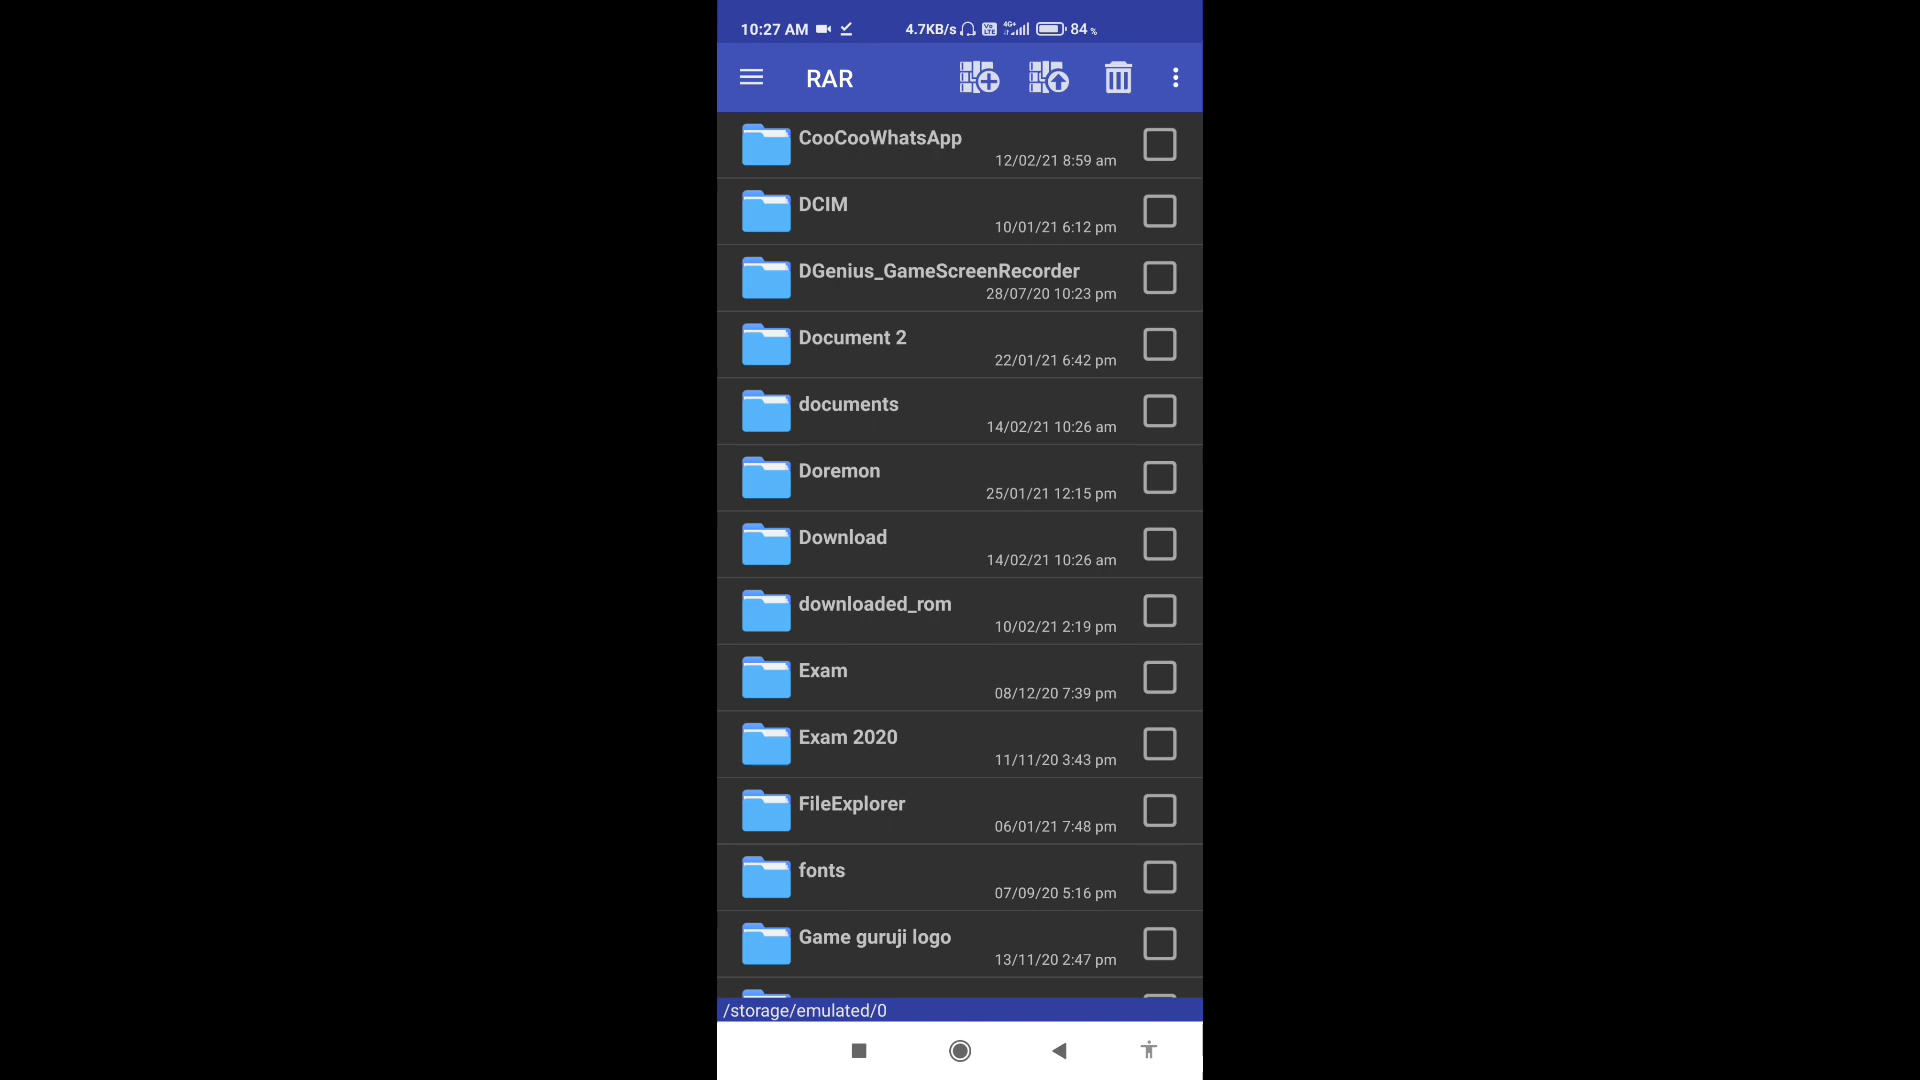 10:27 AM 4.7KB/s 4G+ 84 %
RAR
CooCooWhatsApp
12/02/21 8:59 am
DCIM
10/01/21 6:12 pm
DGenius_GameScreenRecorder
28/07/20 10:23 pm
Document 2
22/01/21 6:42 pm
documents
14/02/21 10:26 am
Doremon
25/01/21 12:15 pm
Download
14/02/21 10:26 am
downloaded_rom
10/02/21 2:19 pm
Exam
08/12/20 7:39 pm
Exam 2020
11/11/20 3:43 pm
FileExplorer
06/01/21 7:48 pm
fonts
07/09/20 5:16 pm
Game guruji logo
13/11/20 2:47 pm
/storage/emulated/0